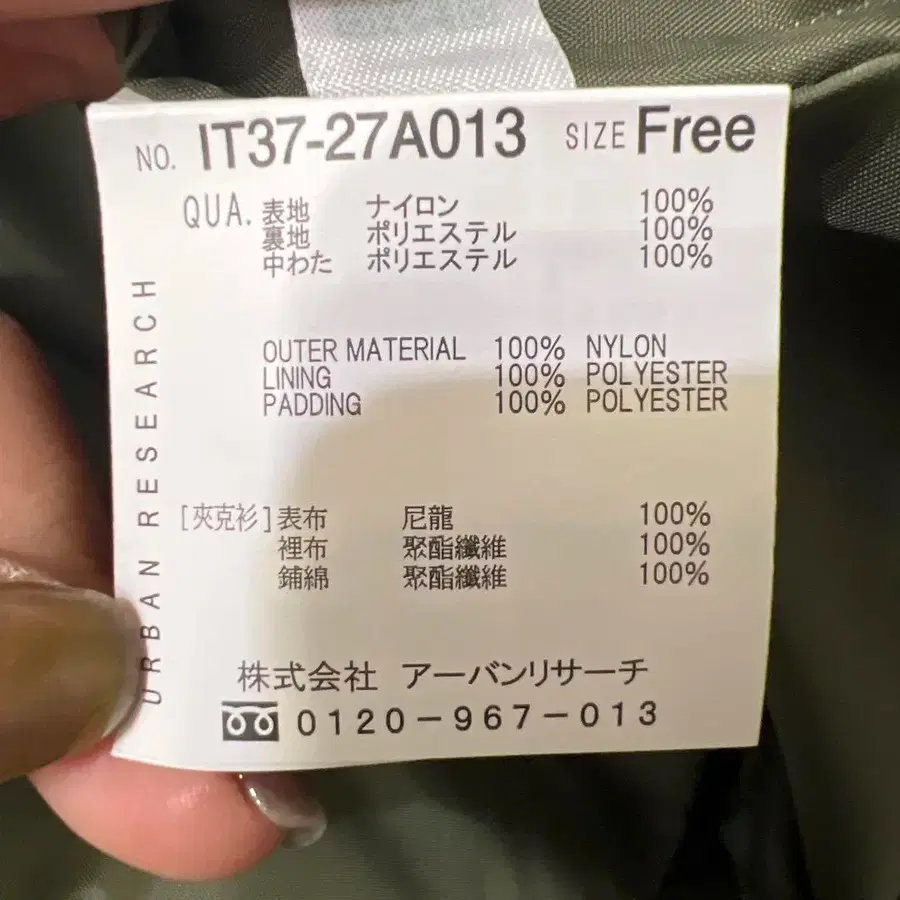 NO. IT37-27A013 SIZE Free
QUA. 表地 ナイロン 100%
裏地 ポリエステル 100%
中わた ポリエステル 100%
OUTER MATERIAL 100% NYLON
LINING 100% POLYESTER
PADDING 100% POLYESTER
[夾克衫]表布 尼龍 100%
裡布 聚酯纖維 100%
鋪綿 聚酯纖維 100%
株式会社 アーバンリサーチ
0120-967-013
URBAN RESEARCH